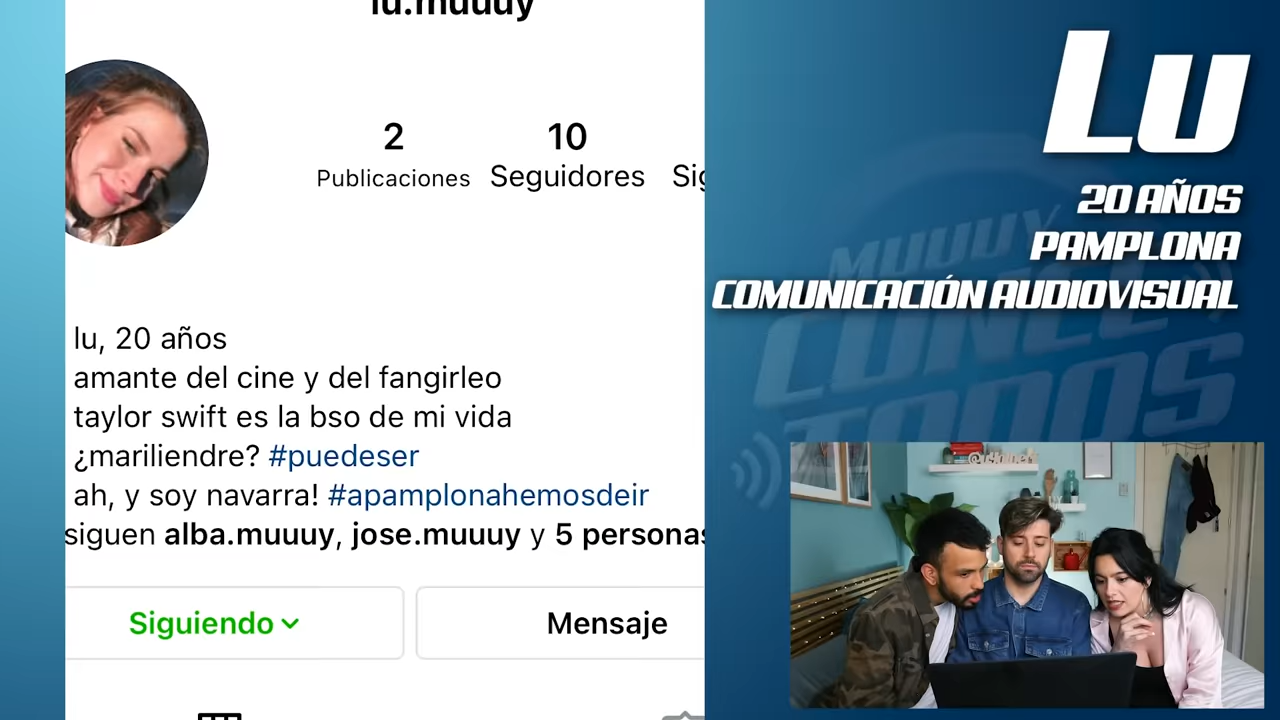 lu.muuuy
2
10
Publicaciones
Seguidores
lu, 20 años
amante del cine y del fangirleo
taylor swift es la bso de mi vida
¿mariliendre? #puedeser
ah, y soy navarra! #apamplonahemosdeir
siguen alba.muuuy, jose.muuuy y 5 personas
Siguiendo
Mensaje
Lu
20 AÑOS
PAMPLONA
COMUNICACIÓN AUDIOVISUAL
MUUUY
CONECTADOS